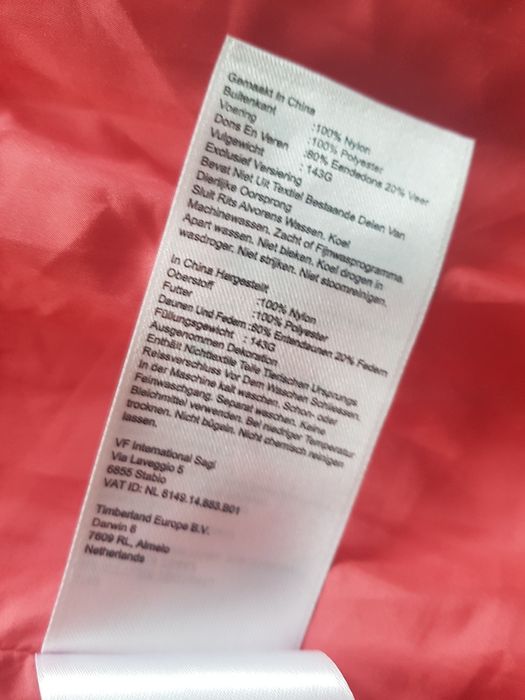 Gemaakt In China
Buitenkant :100% Nylon
Voering :100% Polyester
Dons En Veren :80% Eendedons 20% Veer
Vulgewicht :143G
Exclusief Versiering
Bevat Niet Uit Textiel Bestaande Delen Van
Dierlijke Oorsprong
Sluit Rits Alvorens Wassen. Koel
Machinewassen. Zacht of Fijnwasprogramma.
Apart wassen. Niet bleken. Koel drogen in
wasdroger. Niet strijken. Niet stoomreinigen.
In China Hergestellt
Oberstoff :100% Nylon
Futter :100% Polyester
Daunen Und Federn :80% Entendaunen 20% Federn
Füllungsgewicht :143G
Ausgenommen Dekoration
Enthält Nichttextile Teile Tierischen Ursprungs
Reissverschluss Vor Dem Waschen Schliessen.
In der Maschine kalt waschen. Schon- oder
Feinwaschgang. Separat waschen. Keine
Bleichmittel verwenden. Bei niedriger Temperatur
trocknen. Nicht bügeln. Nicht chemisch reinigen
lassen.
VF International Sagl
Via Laveggio 5
6855 Stabio
VAT ID: NL 8149.14.883.B01
Timberland Europe B.V.
Darwin 8
7609 RL, Almelo
Netherlands